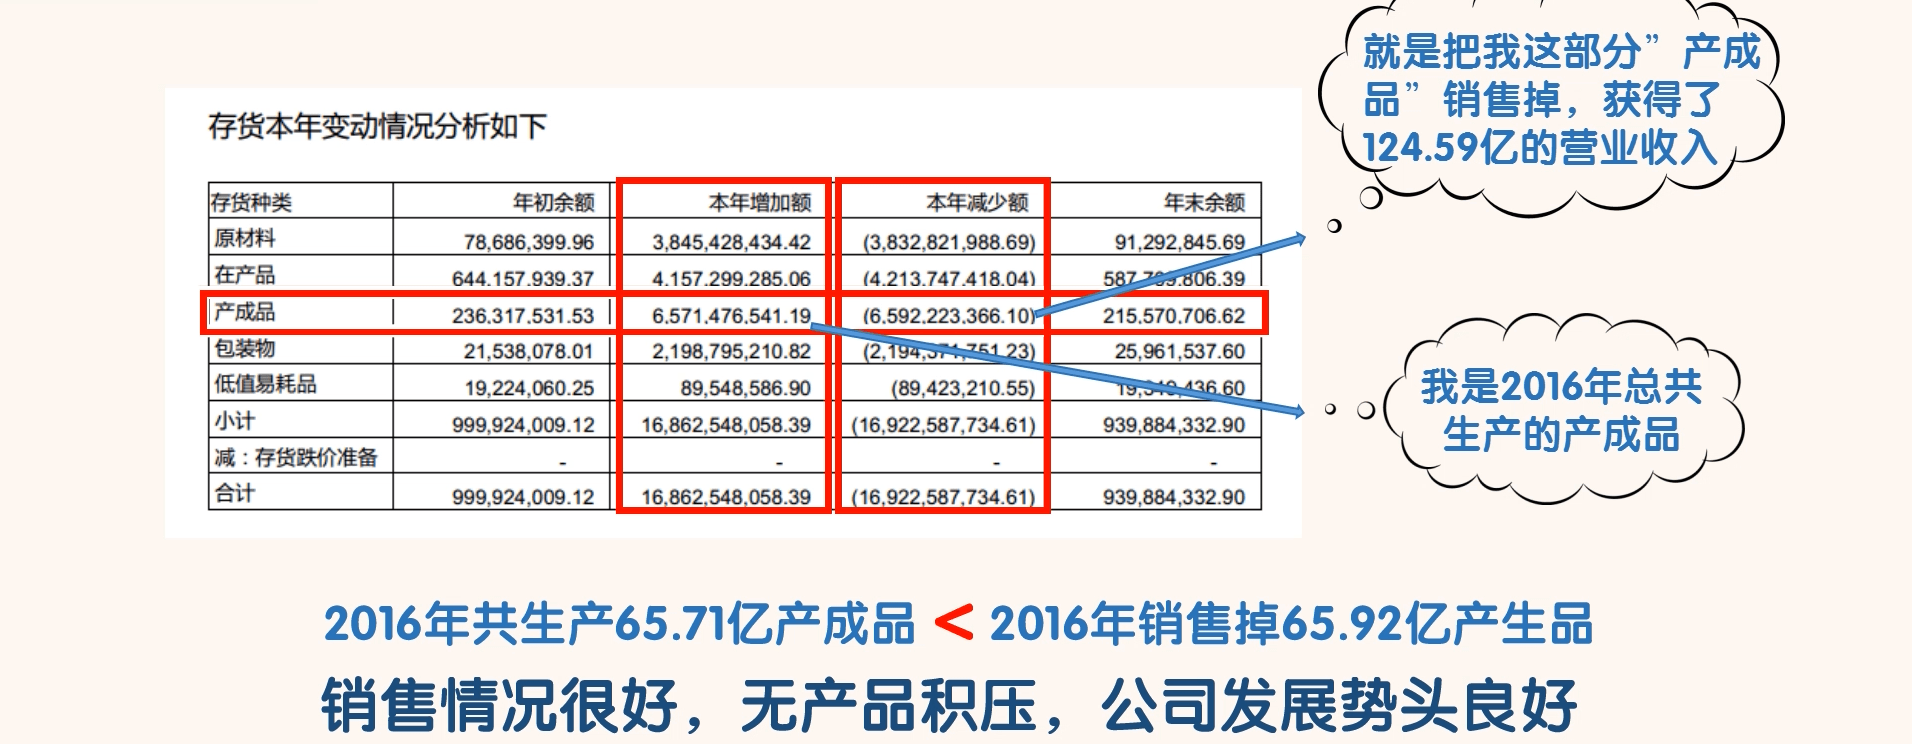 就是把我这部分”产成
品”销售掉，获得了
124.59亿的营业收入
存货本年变动情况分析如下
存货种类 年初余额 本年增加额 本年减少额 年末余额
原材料 78,686,399.96 3,845,428,434.42 (3,832,821,988.69) 91,292,845.69
在产品 644,157,939.37 4,157,299,285.06 (4,213,747,418.04)
产成品 236,317,531.53 6,571,476,541.19 (6,592,223,366.10) 215,570,706.62
包装物 21,538,078.01 2,198,795,210.82 (2,194,371,751.23) 25,961,537.60
低值易耗品 19,224,060.25 89,548,586.90 (89,423,210.55)
小计 999,924,009.12 16,862,548,058.39 (16,922,587,734.61) 939,884,332.90
减：存货跌价准备 - - - -
合计 999,924,009.12 16,862,548,058.39 (16,922,587,734.61) 939,884,332.90
我是2016年总共
生产的产成品
2016年共生产65.71亿产成品 < 2016年销售掉65.92亿产生品
销售情况很好，无产品积压，公司发展势头良好